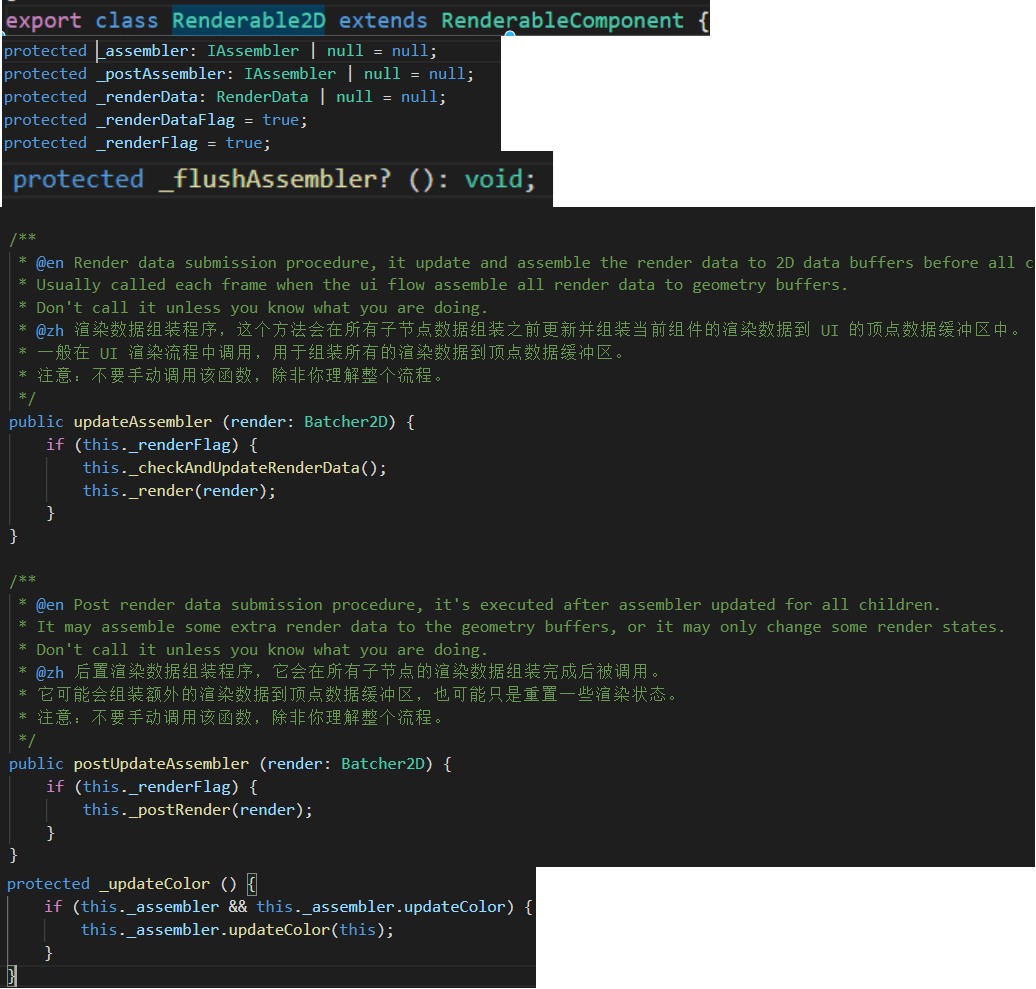 export class Renderable2D extends RenderableComponent {
protected _assembler: IAssembler | null = null;
protected _postAssembler: IAssembler | null = null;
protected _renderData: RenderData | null = null;
protected _renderDataFlag = true;
protected _renderFlag = true;
protected _flushAssembler? (): void;
/**
 * @en Render data submission procedure, it update and assemble the render data to 2D data buffers before all c
 * Usually called each frame when the ui flow assemble all render data to geometry buffers.
 * Don't call it unless you know what you are doing.
 * @zh 渲染数据组装程序，这个方法会在所有子节点数据组装之前更新并组装当前组件的渲染数据到 UI 的顶点数据缓冲区中。
 * 一般在 UI 渲染流程中调用，用于组装所有的渲染数据到顶点数据缓冲区。
 * 注意：不要手动调用该函数，除非你理解整个流程。
 */
public updateAssembler (render: Batcher2D) {
    if (this._renderFlag) {
        this._checkAndUpdateRenderData();
        this._render(render);
    }
}
/**
 * @en Post render data submission procedure, it's executed after assembler updated for all children.
 * It may assemble some extra render data to the geometry buffers, or it may only change some render states.
 * Don't call it unless you know what you are doing.
 * @zh 后置渲染数据组装程序，它会在所有子节点的渲染数据组装完成后被调用。
 * 它可能会组装额外的渲染数据到顶点数据缓冲区，也可能只是重置一些渲染状态。
 * 注意：不要手动调用该函数，除非你理解整个流程。
 */
public postUpdateAssembler (render: Batcher2D) {
    if (this._renderFlag) {
        this._postRender(render);
    }
}
protected _updateColor () {
    if (this._assembler && this._assembler.updateColor) {
        this._assembler.updateColor(this);
    }
}